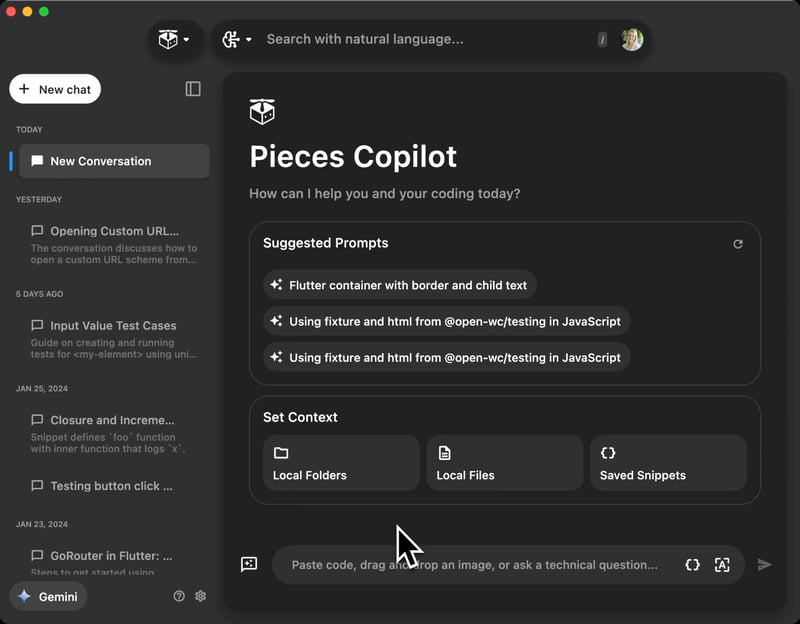 Search with natural language...
/
New chat
TODAY
New Conversation
YESTERDAY
Opening Custom URL...
The conversation discusses how to
open a custom URL scheme from...
5 DAYS AGO
Input Value Test Cases
Guide on creating and running
tests for <my-element> using uni...
JAN 25, 2024
Closure and Increme...
Snippet defines `foo` function
with inner function that logs `x`.
Testing button click ...
JAN 23, 2024
GoRouter in Flutter: ...
Steps to get started using
Gemini
Pieces Copilot
How can I help you and your coding today?
Suggested Prompts
Flutter container with border and child text
Using fixture and html from @open-wc/testing in JavaScript
Using fixture and html from @open-wc/testing in JavaScript
Set Context
Local Folders
Local Files
Saved Snippets
Paste code, drag and drop an image, or ask a technical question...